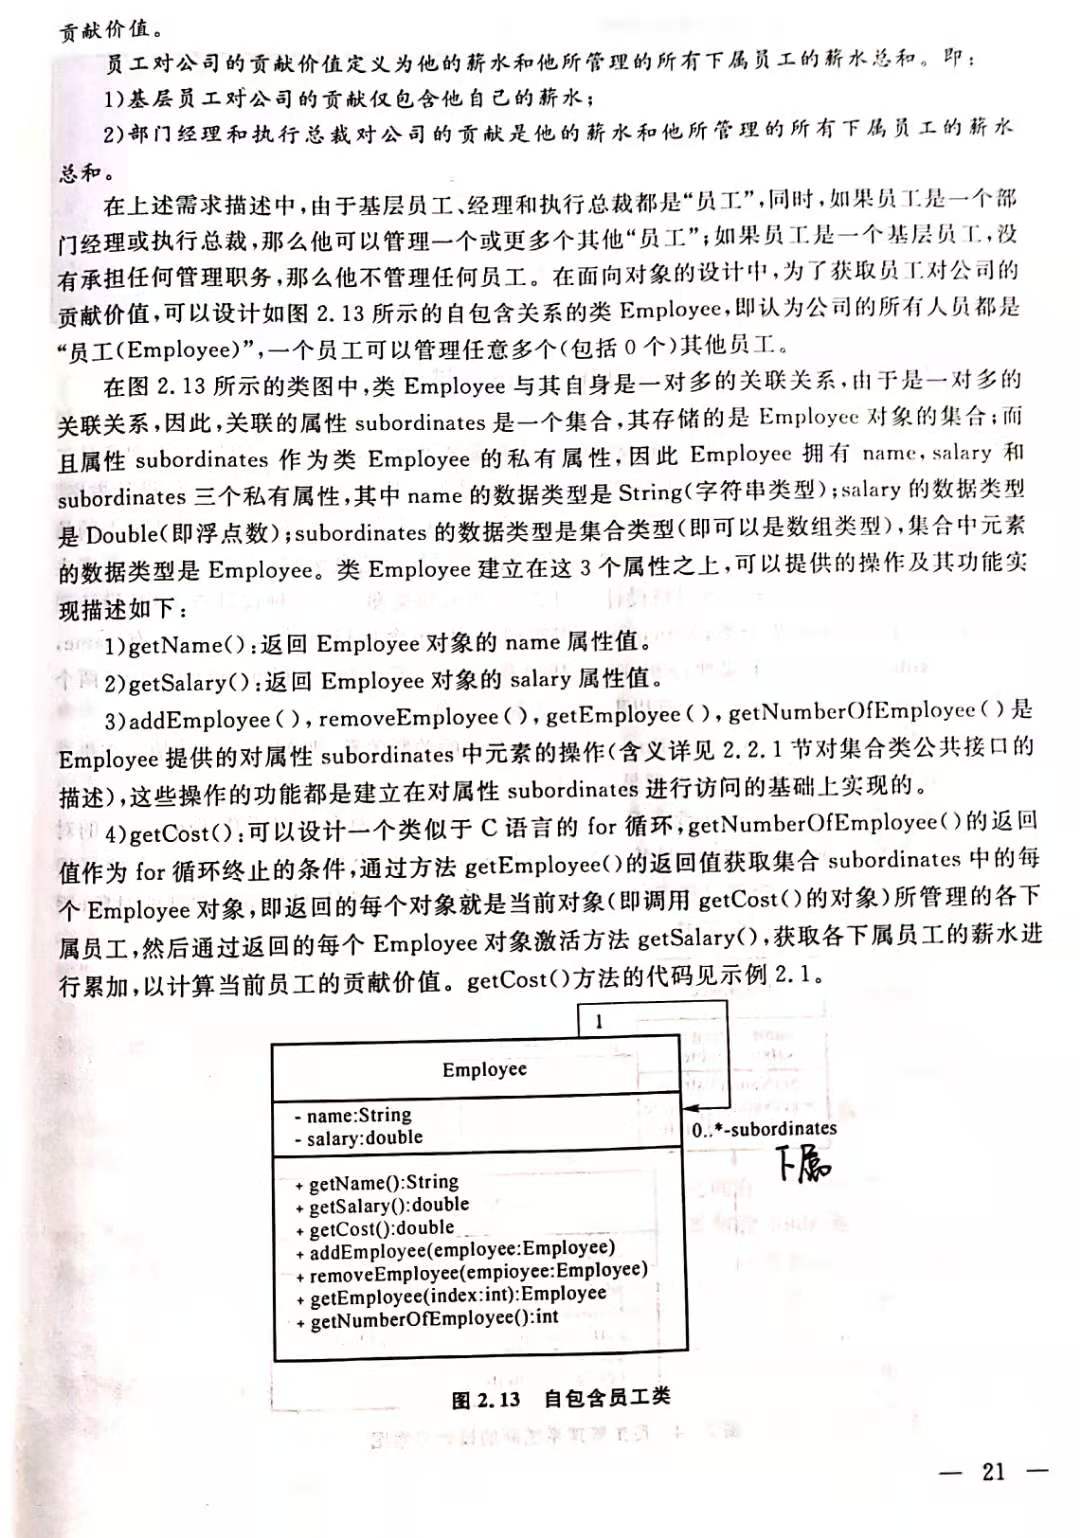 贡献价值。
员工对公司的贡献价值定义为他的薪水和他所管理的所有下属员工的薪水总和。即：
1)基层员工对公司的贡献仅包含他自己的薪水；
2)部门经理和执行总裁对公司的贡献是他的薪水和他所管理的所有下属员工的薪水
总和。
在上述需求描述中，由于基层员工、经理和执行总裁都是“员工”，同时，如果员工是一个部
门经理或执行总裁，那么他可以管理一个或更多个其他“员工”；如果员工是一个基层员工，没
有承担任何管理职务，那么他不管理任何员工。在面向对象的设计中，为了获取员工对公司的
贡献价值，可以设计如图 2.13 所示的自包含关系的类 Employee，即认为公司的所有人员都是
“员工(Employee)”，一个员工可以管理任意多个(包括 0 个)其他员工。
在图 2.13 所示的类图中，类 Employee 与其自身是一对多的关联关系，由于是一对多的
关联关系，因此，关联的属性 subordinates 是一个集合，其存储的是 Employee 对象的集合；而
且属性 subordinates 作为类 Employee 的私有属性，因此 Employee 拥有 name，salary 和
subordinates 三个私有属性，其中 name 的数据类型是 String(字符串类型)；salary 的数据类型
是 Double(即浮点数)；subordinates 的数据类型是集合类型(即可以是数组类型)，集合中元素
的数据类型是 Employee。类 Employee 建立在这 3 个属性之上，可以提供的操作及其功能实
现描述如下：
1)getName()：返回 Employee 对象的 name 属性值。
2)getSalary()：返回 Employee 对象的 salary 属性值。
3)addEmployee()，removeEmployee()，getEmployee()，getNumberOfEmployee()是
Employee 提供的对属性 subordinates 中元素的操作(含义详见 2.2.1 节对集合类公共接口的
描述)，这些操作的功能都是建立在对属性 subordinates 进行访问的基础上实现的。
4)getCost()：可以设计一个类似于 C 语言的 for 循环，getNumberOfEmployee()的返回
值作为 for 循环终止的条件，通过方法 getEmployee()的返回值获取集合 subordinates 中的每
个 Employee 对象，即返回的每个对象就是当前对象(即调用 getCost()的对象)所管理的各下
属员工，然后通过返回的每个 Employee 对象激活方法 getSalary()，获取各下属员工的薪水进
行累加，以计算当前员工的贡献价值。getCost()方法的代码见示例 2.1。
1
Employee
- name:String
- salary:double
0..*-subordinates
下属
+ getName():String
+ getSalary():double
+ getCost():double
+ addEmployee(employee:Employee)
+ removeEmployee(empioyee:Employee)
+ getEmployee(index:int):Employee
+ getNumberOfEmployee():int
图 2.13 自包含员工类
— 21 —